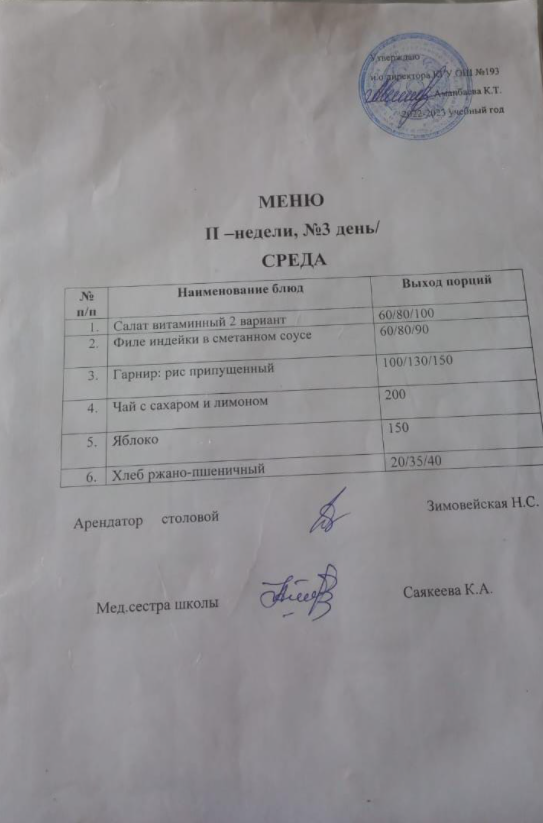 Утверждаю
и.о директора КГУ ОШ №193
К.Т.
2022-2023 учебный год
МЕНЮ
II –недели, №3 день/
СРЕДА
№ п/п Наименование блюд Выход порций
1. Салат витаминный 2 вариант 60/80/100
2. Филе индейки в сметанном соусе 60/80/90
3. Гарнир: рис припущенный 100/130/150
4. Чай с сахаром и лимоном 200
5. Яблоко 150
6. Хлеб ржано-пшеничный 20/35/40
Арендатор столовой Зимовейская Н.С.
Мед.сестра школы Саякеева К.А.